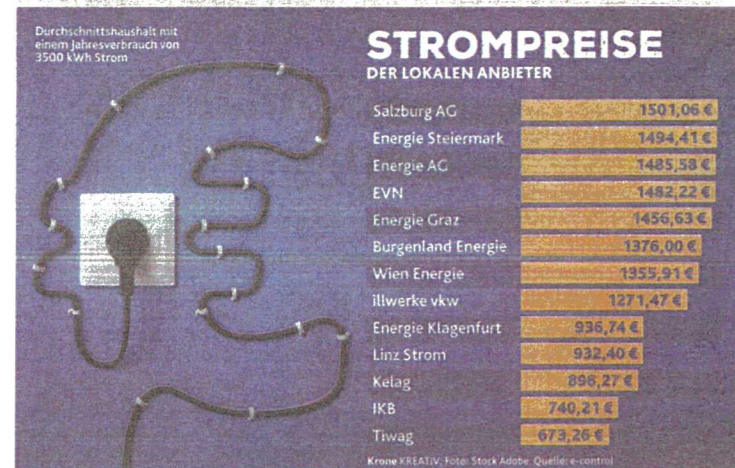 Durchschnittshaushalt mit
einem Jahresverbrauch von
3500 kWh Strom
STROMPREISE
DER LOKALEN ANBIETER
Salzburg AG 1501,06 €
Energie Steiermark 1494,41 €
Energie AG 1485,58 €
EVN 1482,22 €
Energie Graz 1456,63 €
Burgenland Energie 1376,00 €
Wien Energie 1355,91 €
illwerke vkw 1271,47 €
Energie Klagenfurt 936,74 €
Linz Strom 932,40 €
Kelag 898,27 €
IKB 740,21 €
Tiwag 673,26 €
Krone KREATIV, Foto: Stock Adobe, Quelle: e-control